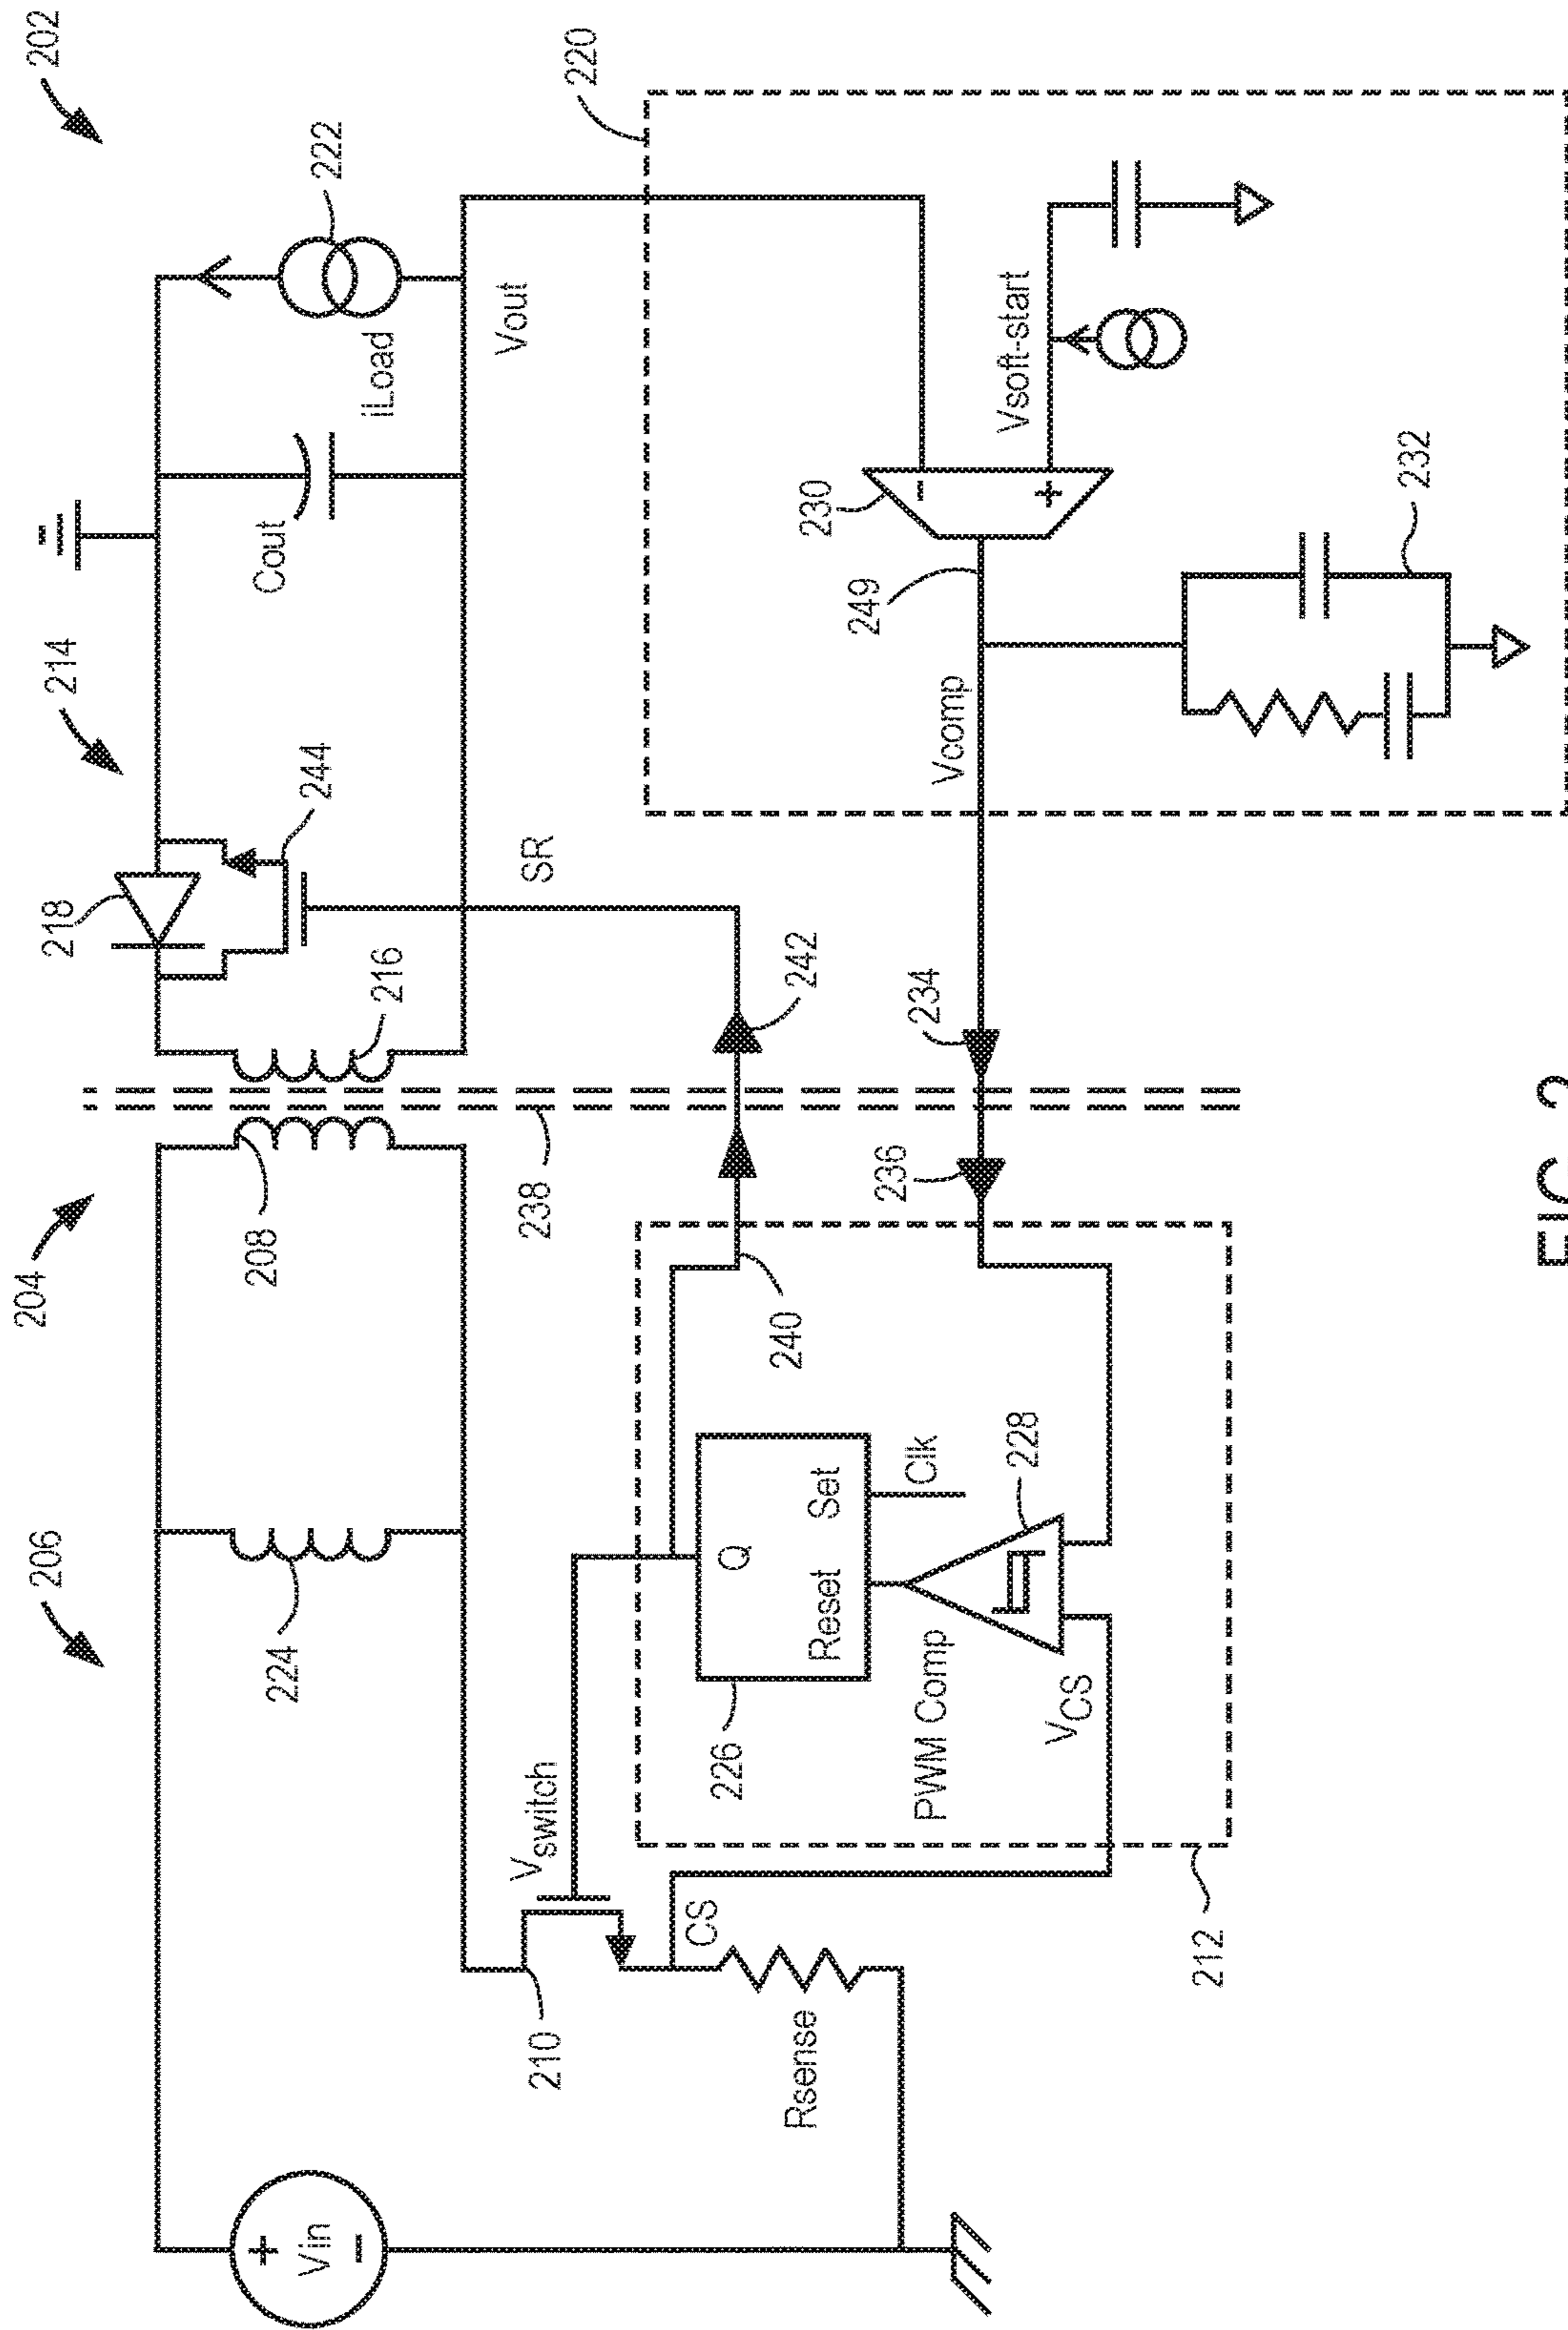 202
204
206
214
218
208
224
Cout
+
Vin
−
244
222
216
iLoad
Vout
Vswitch
238
SR
210
220
CS
226
Q
240
242
Rsense
230
Reset Set
249
236
234
Clk
PWM Comp
−
+
Vcomp
Vsoft-start
228
VCS
212
232
FIG. 2